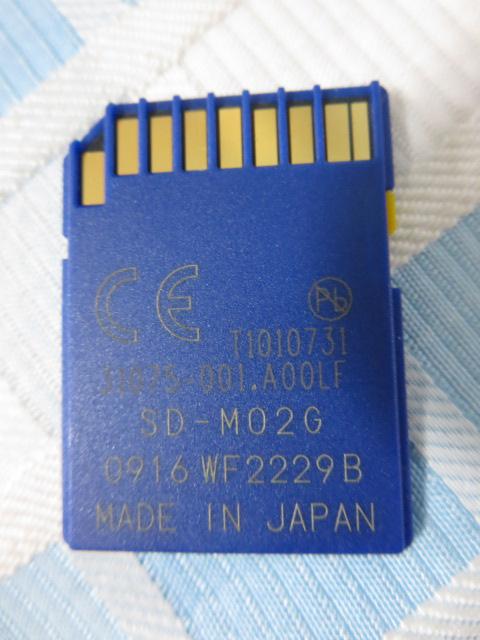 CE Pb
T1010731
31075-001.A00LF
SD-M02G
0916 WF2229B
MADE IN JAPAN